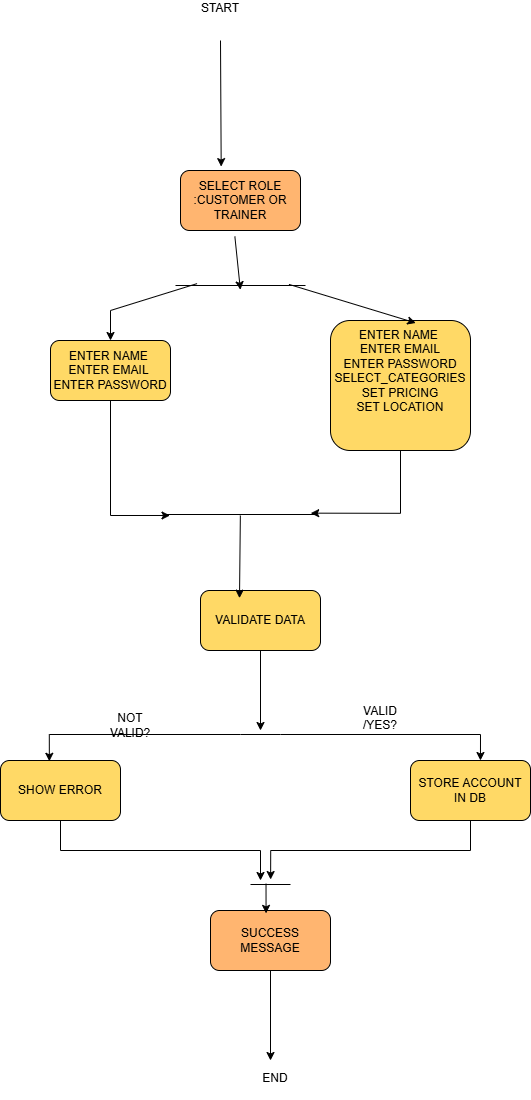 START
SELECT ROLE
:CUSTOMER OR
TRAINER
ENTER NAME
ENTER EMAIL
ENTER PASSWORD
ENTER NAME
ENTER EMAIL
ENTER PASSWORD
SELECT_CATEGORIES
SET PRICING
SET LOCATION
VALIDATE DATA
NOT
VALID?
VALID
/YES?
SHOW ERROR
STORE ACCOUNT
IN DB
SUCCESS
MESSAGE
END